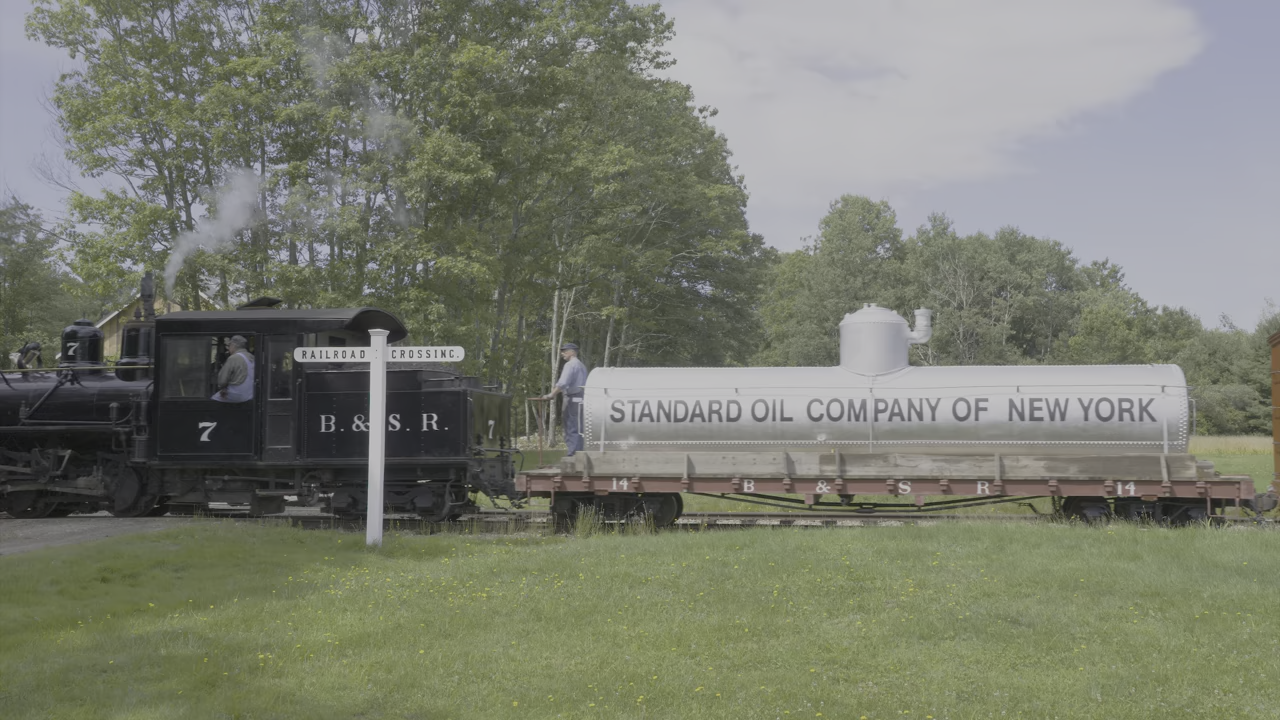 7
RAILROAD CROSSING.
7
B. & S. R.
7
STANDARD OIL COMPANY OF NEW YORK
14 B & S R 14